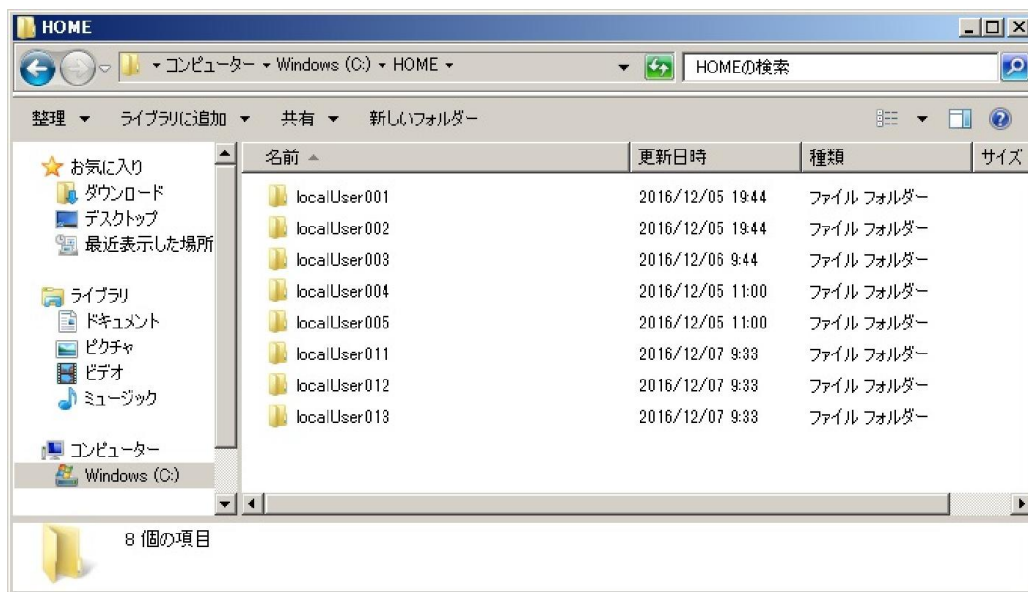 HOME
コンピューター Windows (C:) HOME
HOMEの検索
整理 ライブラリに追加 共有 新しいフォルダー
お気に入り
ダウンロード
デスクトップ
最近表示した場所
ライブラリ
ドキュメント
ピクチャ
ビデオ
ミュージック
コンピューター
Windows (C:)
名前 更新日時 種類 サイズ
localUser001 2016/12/05 19:44 ファイル フォルダー
localUser002 2016/12/05 19:44 ファイル フォルダー
localUser003 2016/12/06 9:44 ファイル フォルダー
localUser004 2016/12/05 11:00 ファイル フォルダー
localUser005 2016/12/05 11:00 ファイル フォルダー
localUser011 2016/12/07 9:33 ファイル フォルダー
localUser012 2016/12/07 9:33 ファイル フォルダー
localUser013 2016/12/07 9:33 ファイル フォルダー
8 個の項目